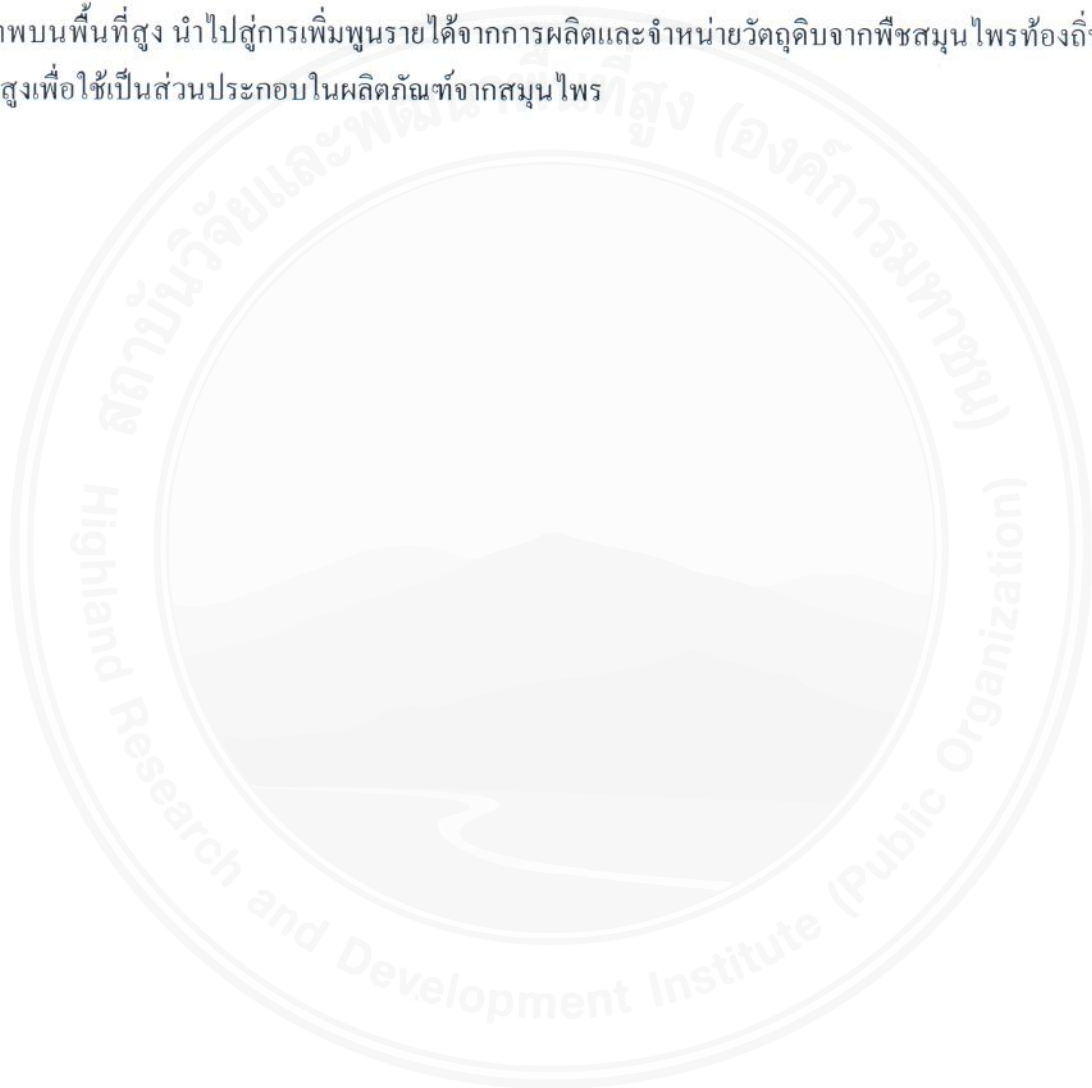 าพบนพื้นที่สูง นำไปสู่การเพิ่มพูนรายได้จากการผลิตและจำหน่ายวัตถุดิบจากพืชสมุนไพรท้องถิ่
สูงเพื่อใช้เป็นส่วนประกอบในผลิตภัณฑ์จากสมุนไพร
สถาบันวิจัยและพัฒนาพื้นที่สูง (องค์การมหาชน)
Highland Research and Development Institute (Public Organization)